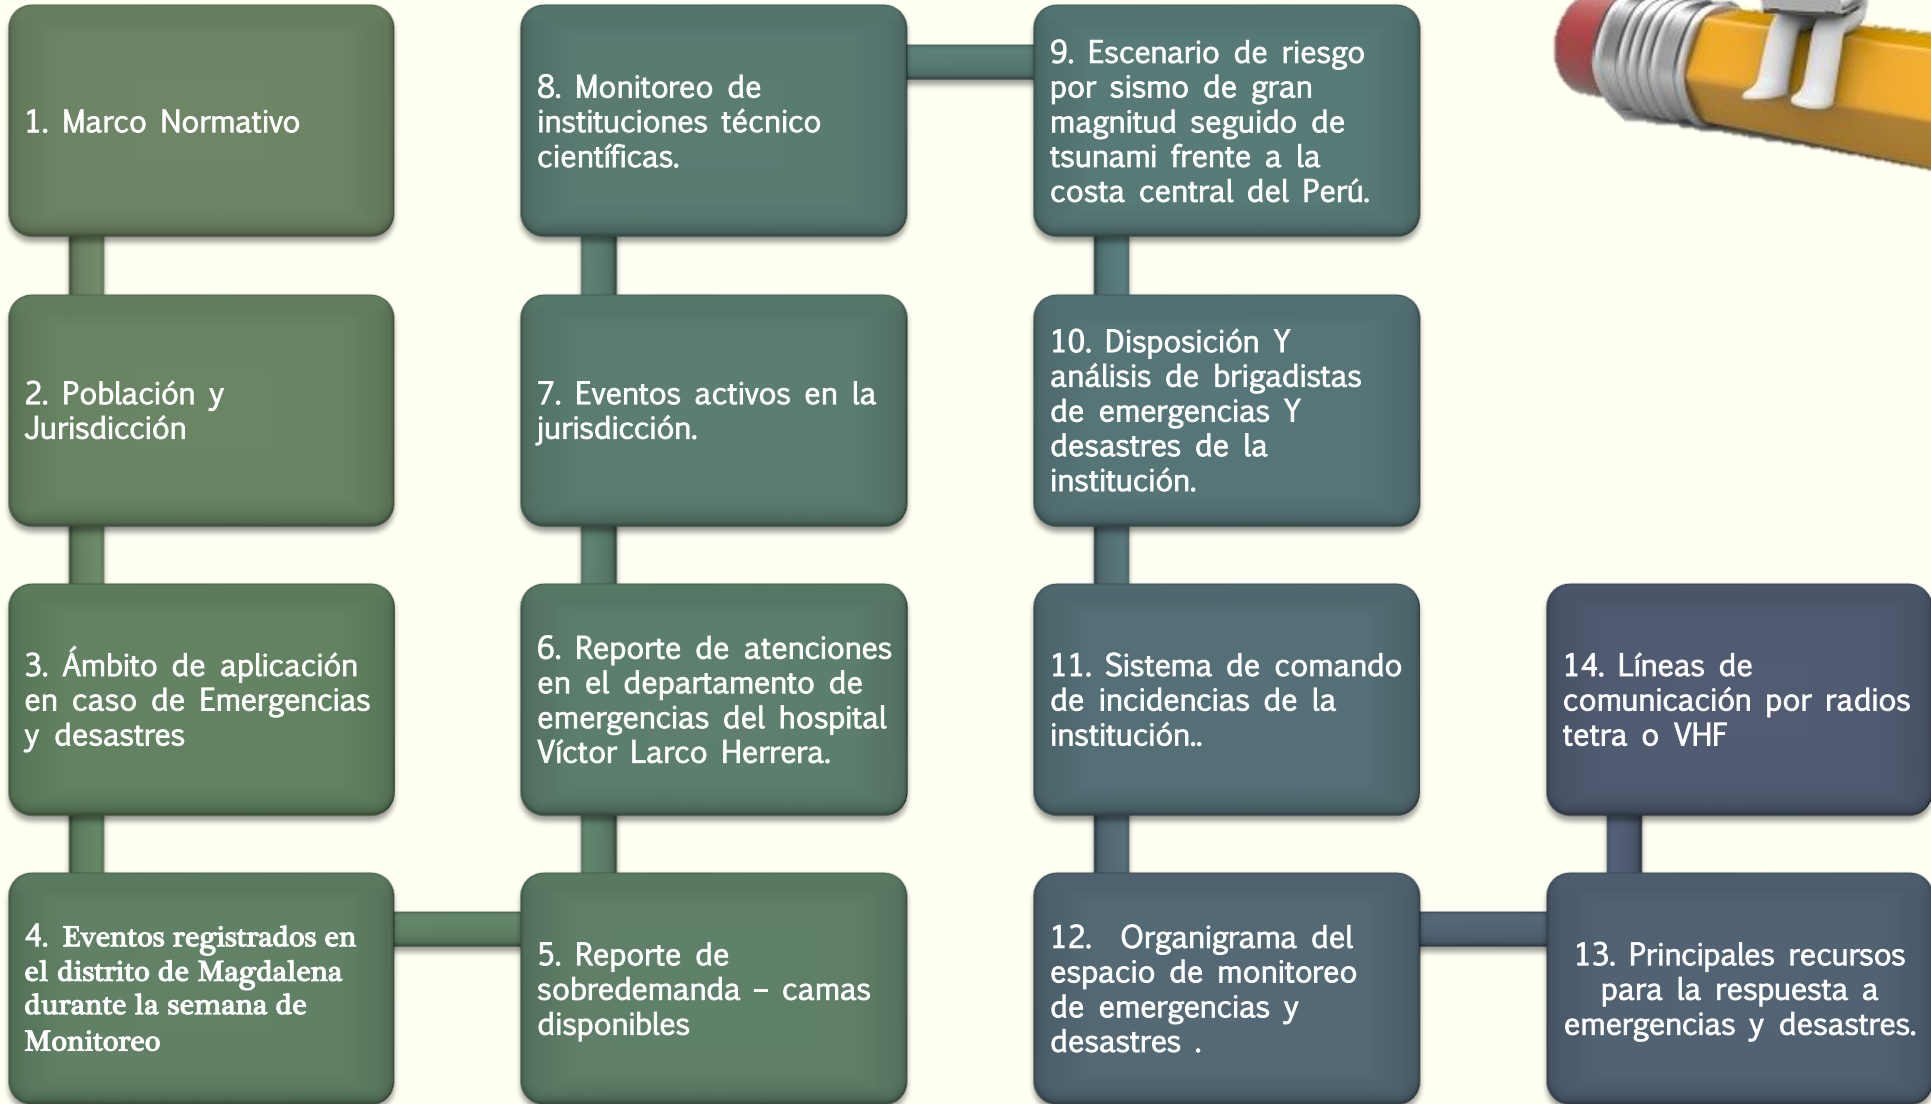 1. Marco Normativo
2. Población y
Jurisdicción
3. Ámbito de aplicación
en caso de Emergencias
y desastres
4. Eventos registrados en
el distrito de Magdalena
durante la semana de
Monitoreo
5. Reporte de
sobredemanda – camas
disponibles
6. Reporte de atenciones
en el departamento de
emergencias del hospital
Víctor Larco Herrera.
7. Eventos activos en la
jurisdicción.
8. Monitoreo de
instituciones técnico
científicas.
9. Escenario de riesgo
por sismo de gran
magnitud seguido de
tsunami frente a la
costa central del Perú.
10. Disposición Y
análisis de brigadistas
de emergencias Y
desastres de la
institución.
11. Sistema de comando
de incidencias de la
institución..
12. Organigrama del
espacio de monitoreo
de emergencias y
desastres .
13. Principales recursos
para la respuesta a
emergencias y desastres.
14. Líneas de
comunicación por radios
tetra o VHF